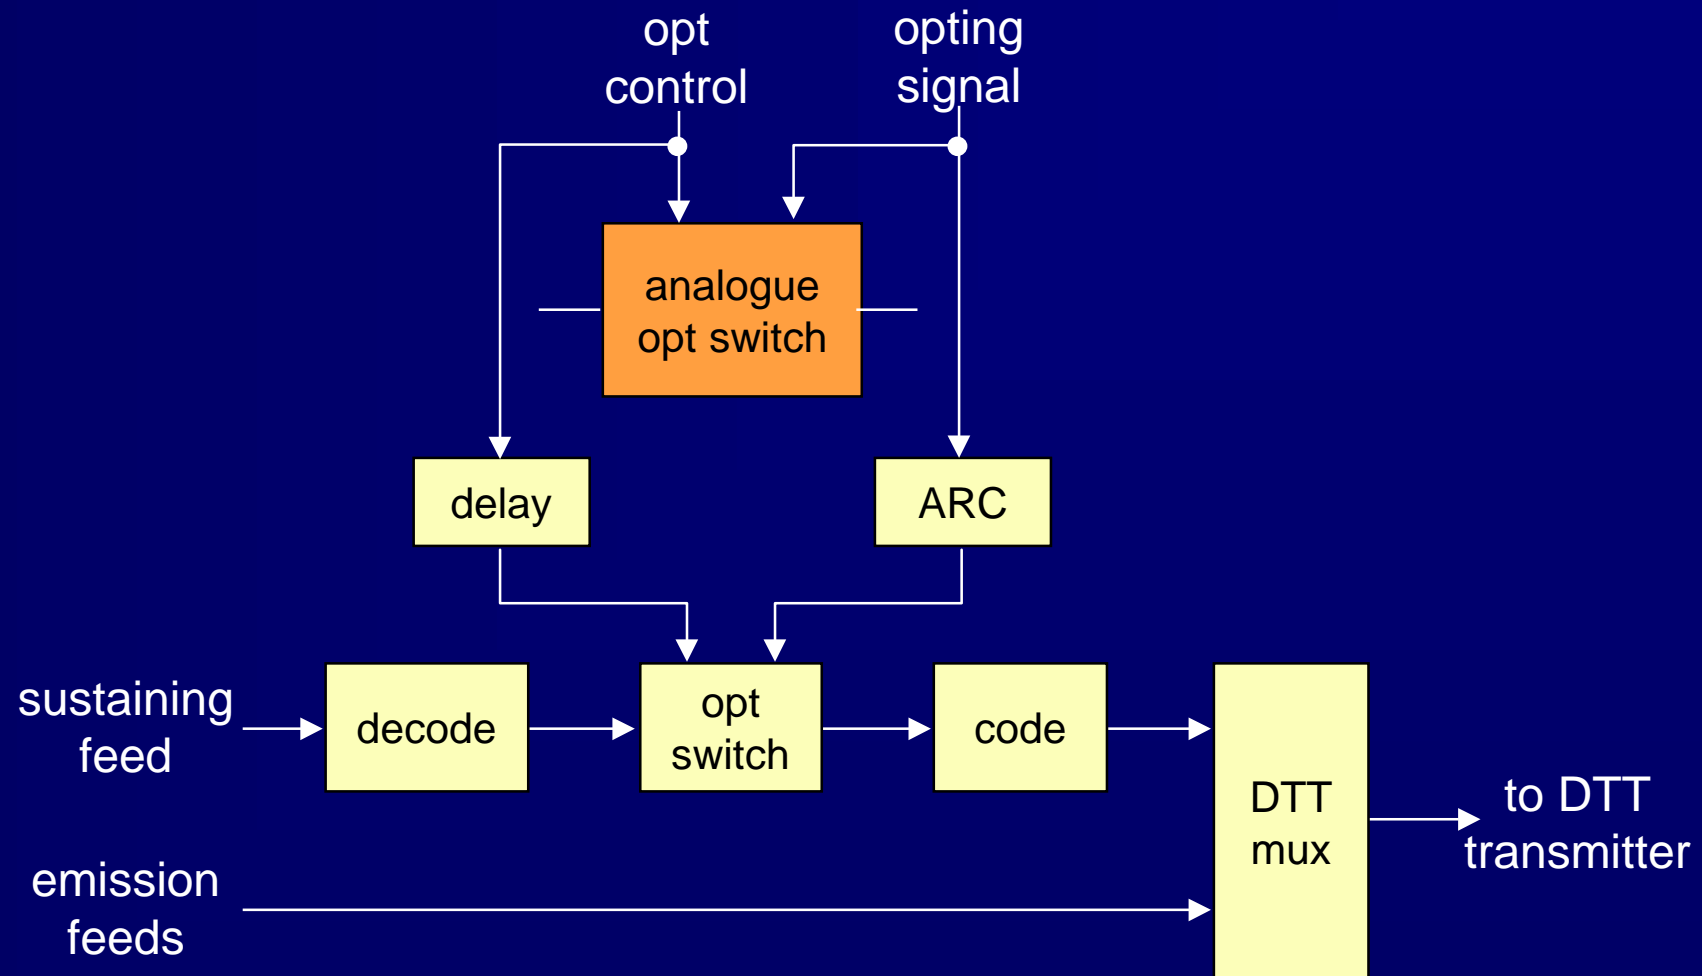 opt
control
opting
signal
analogue
opt switch
delay
ARC
sustaining
feed
decode
opt
switch
code
DTT
mux
to DTT
transmitter
emission
feeds